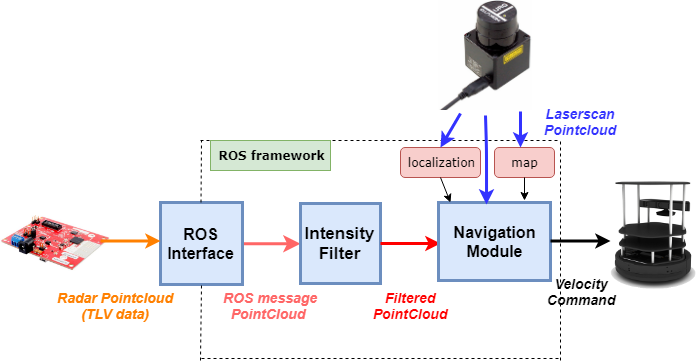 Laserscan
Pointcloud
ROS framework
localization
map
ROS
Interface
Intensity
Filter
Navigation
Module
Radar Pointcloud
(TLV data)
ROS message
PointCloud
Filtered
PointCloud
Velocity
Command